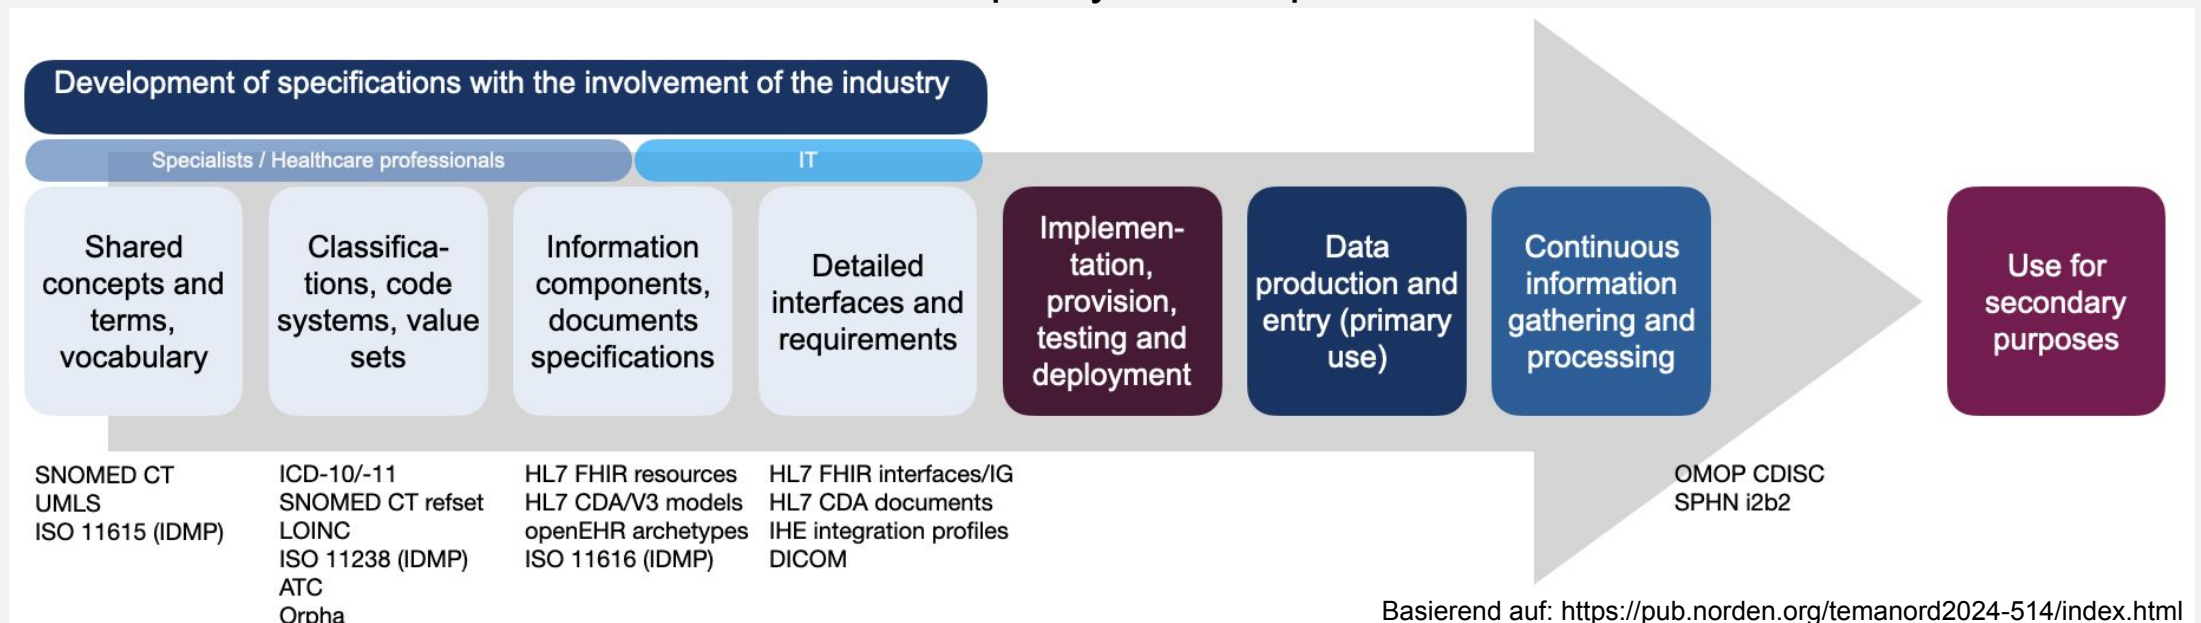 Development of specifications with the involvement of the industry
Specialists / Healthcare professionals
IT
Shared
concepts and
terms,
vocabulary
Classifica-
tions, code
systems, value
sets
Information
components,
documents
specifications
Detailed
interfaces and
requirements
Implemen-
tation,
provision,
testing and
deployment
Data
production and
entry (primary
use)
Continuous
information
gathering and
processing
Use for
secondary
purposes
SNOMED CT
UMLS
ISO 11615 (IDMP)
ICD-10/-11
SNOMED CT refset
LOINC
ISO 11238 (IDMP)
ATC
Orpha
HL7 FHIR resources
HL7 CDA/V3 models
openEHR archetypes
ISO 11616 (IDMP)
HL7 FHIR interfaces/IG
HL7 CDA documents
IHE integration profiles
DICOM
OMOP CDISC
SPHN i2b2
Basierend auf: https://pub.norden.org/temanord2024-514/index.html